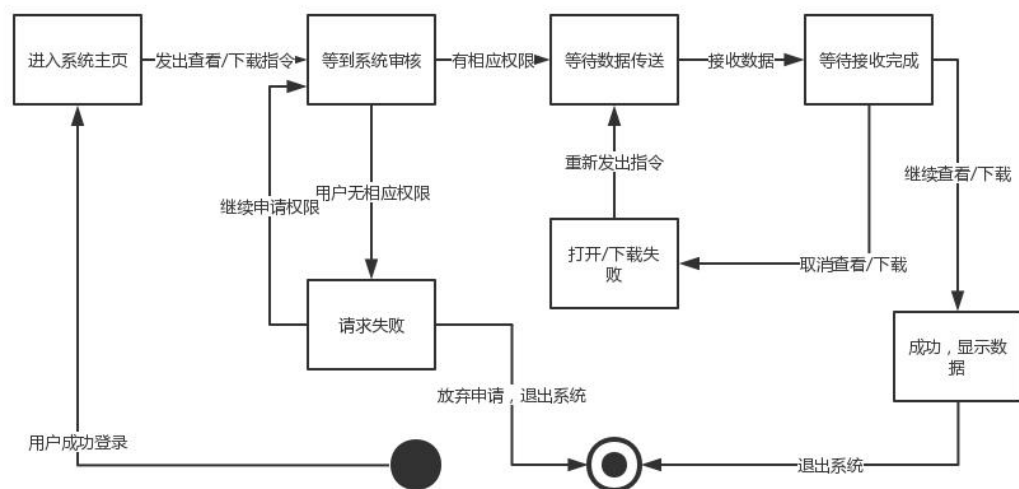 进入系统主页
发出查看/下载指令
等到系统审核
有相应权限
等待数据传送
接收数据
等待接收完成
重新发出指令
继续查看/下载
继续申请权限
用户无相应权限
打开/下载失
败
取消查看/下载
请求失败
成功，显示数
据
放弃申请，退出系统
用户成功登录
退出系统